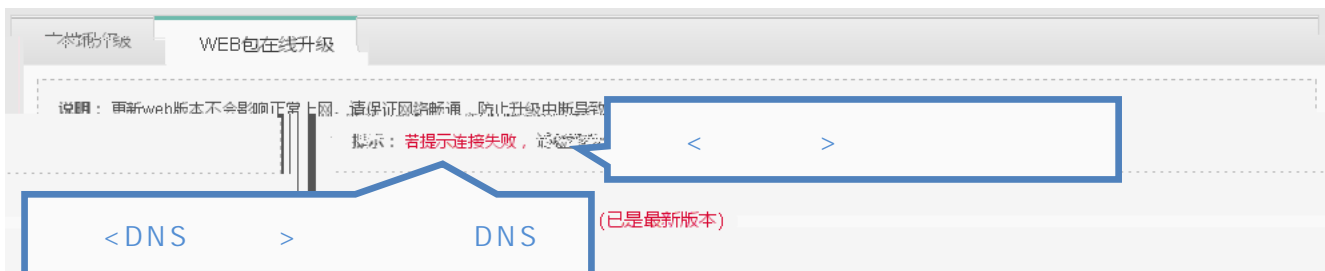 WEB包在线升级
说明：更新web版本不会影响正常上网，请保证网络畅通，防止升级中断导致
提示：若提示连接失败，
< >
(已是最新版本)
<DNS > DNS